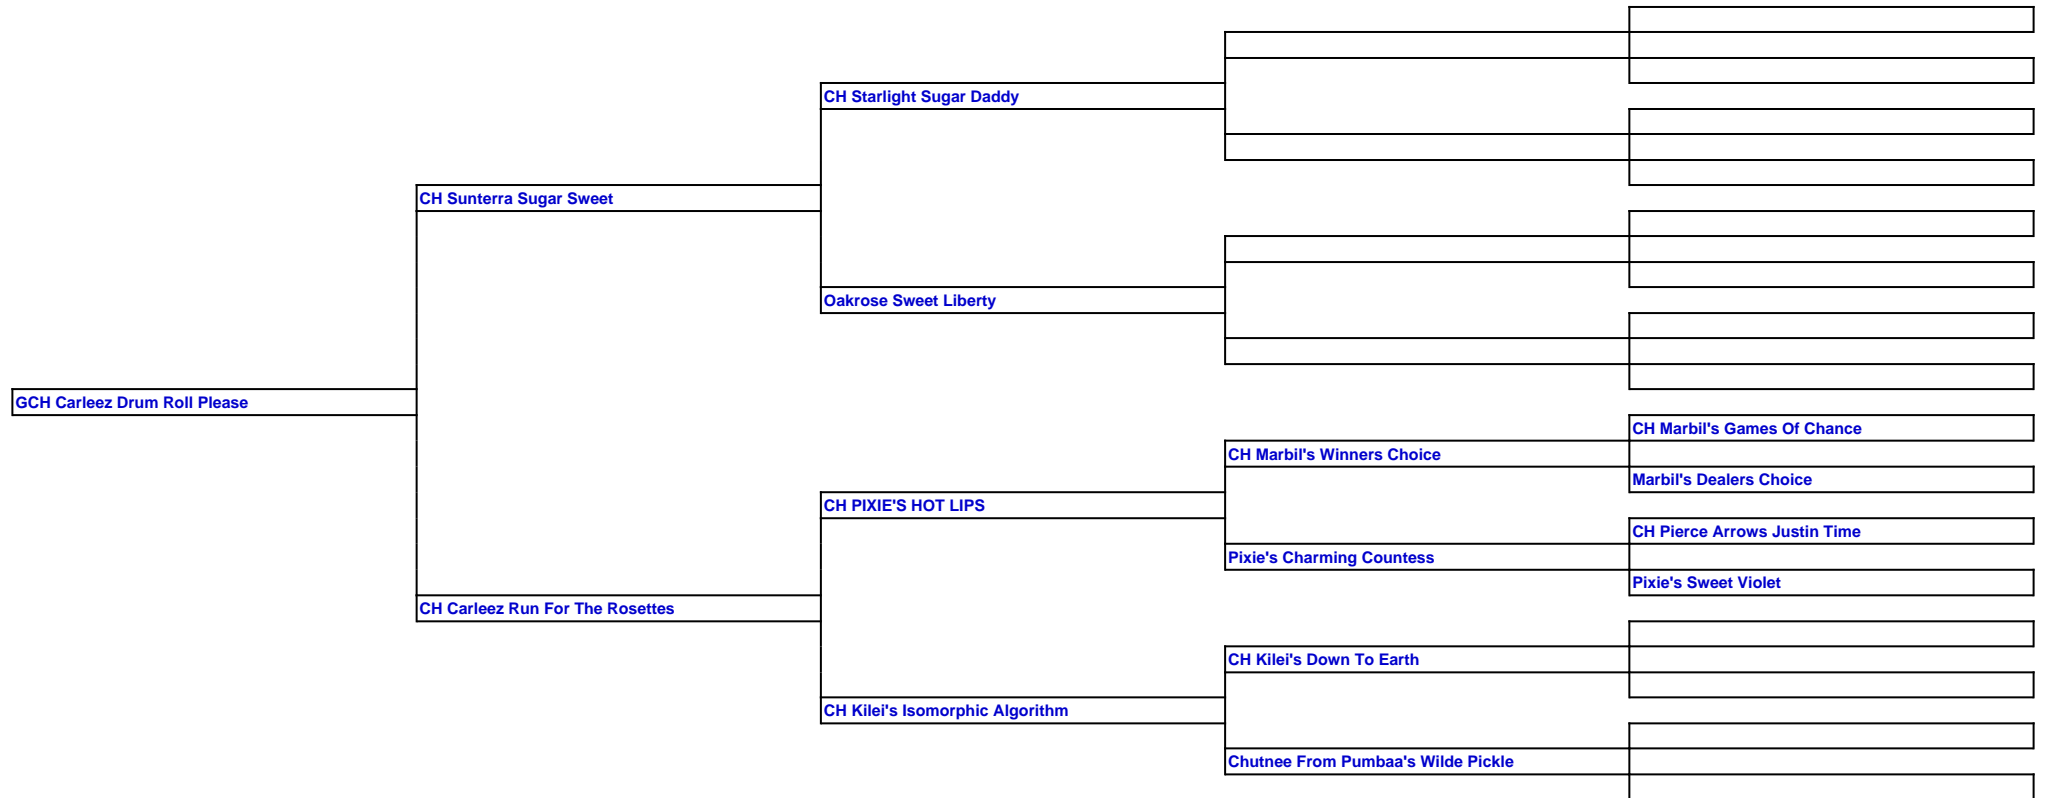 CH Starlight Sugar Daddy
CH Sunterra Sugar Sweet
Oakrose Sweet Liberty
GCH Carleez Drum Roll Please
CH Marbil's Games Of Chance
CH Marbil's Winners Choice
Marbil's Dealers Choice
CH PIXIE'S HOT LIPS
CH Pierce Arrows Justin Time
Pixie's Charming Countess
Pixie's Sweet Violet
CH Carleez Run For The Rosettes
CH Kilei's Down To Earth
CH Kilei's Isomorphic Algorithm
Chutnee From Pumbaa's Wilde Pickle